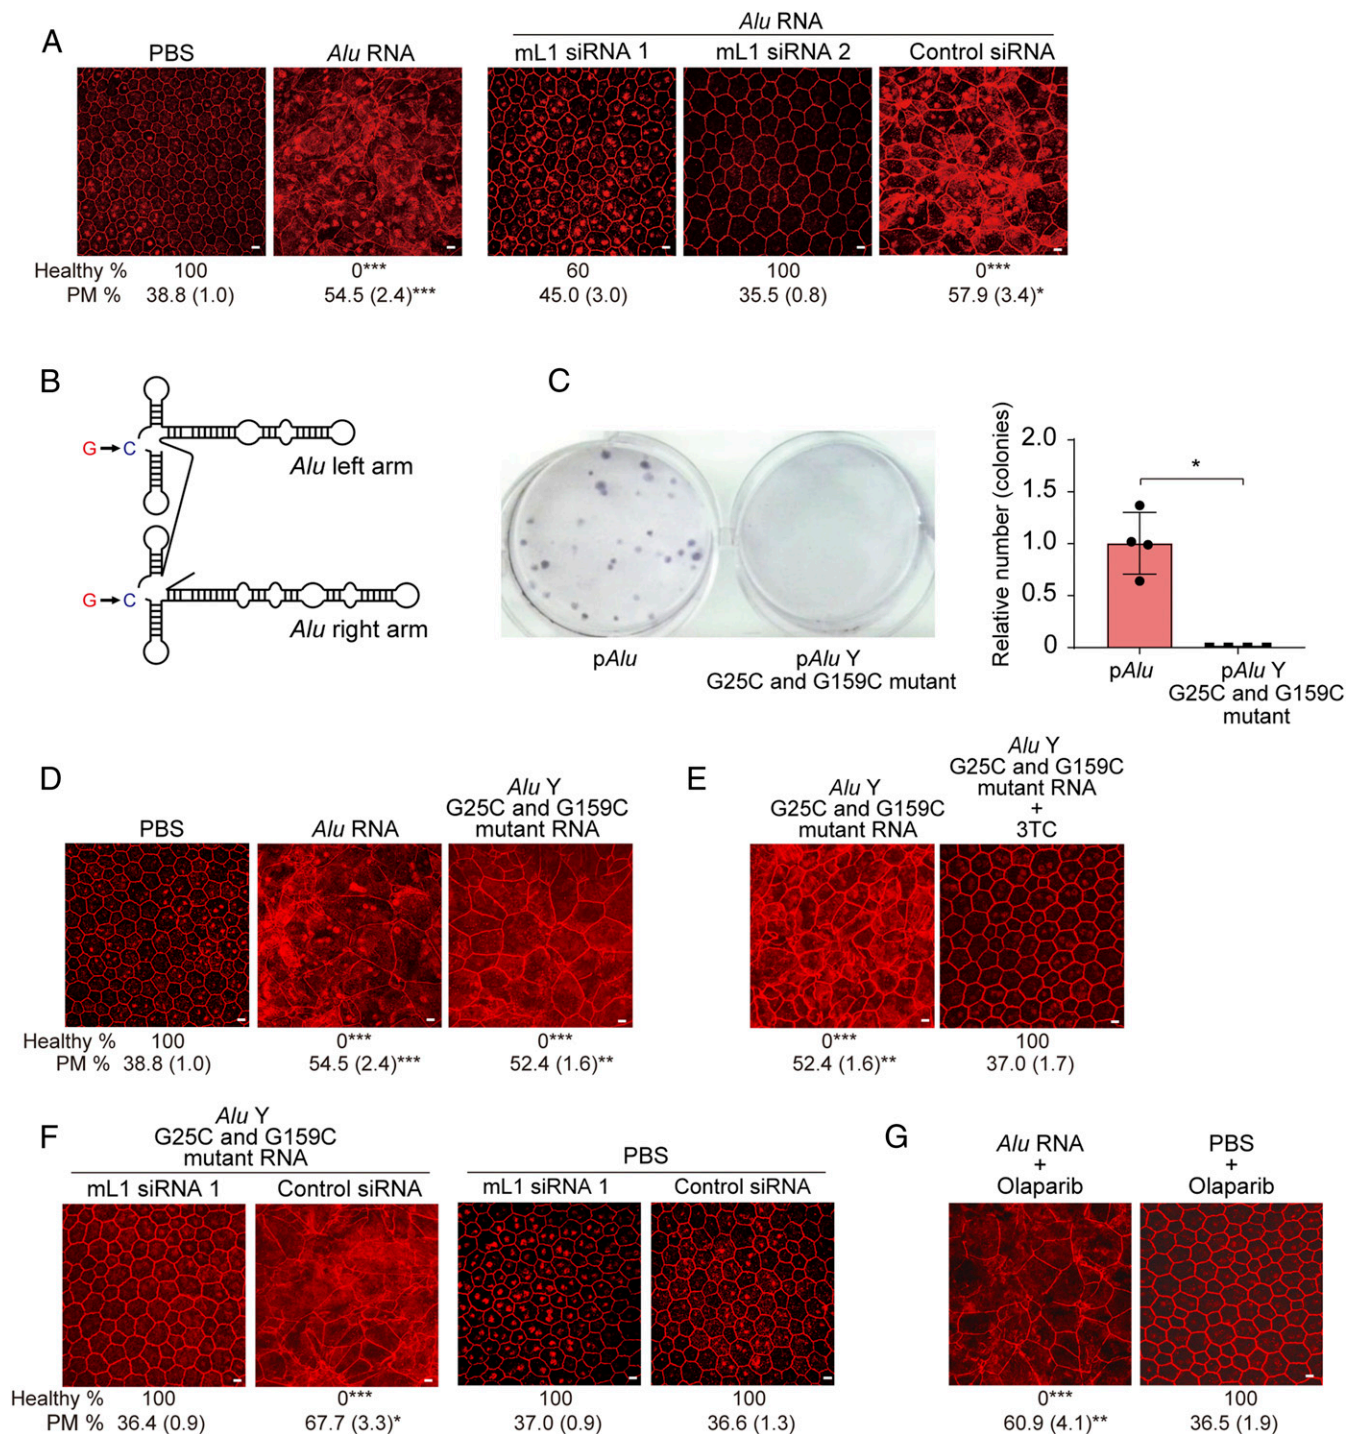 A
PBS
Alu RNA
Alu RNA
mL1 siRNA 1
mL1 siRNA 2
Control siRNA
Healthy %
100
0***
60
100
0***
PM %
38.8 (1.0)
54.5 (2.4)***
45.0 (3.0)
35.5 (0.8)
57.9 (3.4)*
B
G
C
Alu left arm
G
C
Alu right arm
C
pAlu
pAlu Y
G25C and G159C mutant
Relative number (colonies)
2.0
1.5
1.0
0.5
0
*
pAlu
pAlu Y
G25C and G159C
mutant
D
PBS
Alu RNA
Alu Y
G25C and G159C
mutant RNA
Healthy %
100
0***
0***
PM %
38.8 (1.0)
54.5 (2.4)***
52.4 (1.6)**
E
Alu Y
G25C and G159C
mutant RNA
Alu Y
G25C and G159C
mutant RNA
+
3TC
0***
100
52.4 (1.6)**
37.0 (1.7)
F
Alu Y
G25C and G159C
mutant RNA
mL1 siRNA 1
Control siRNA
PBS
mL1 siRNA 1
Control siRNA
Healthy %
100
0***
100
100
PM %
36.4 (0.9)
67.7 (3.3)*
37.0 (0.9)
36.6 (1.3)
G
Alu RNA
+
Olaparib
PBS
+
Olaparib
0***
100
60.9 (4.1)**
36.5 (1.9)